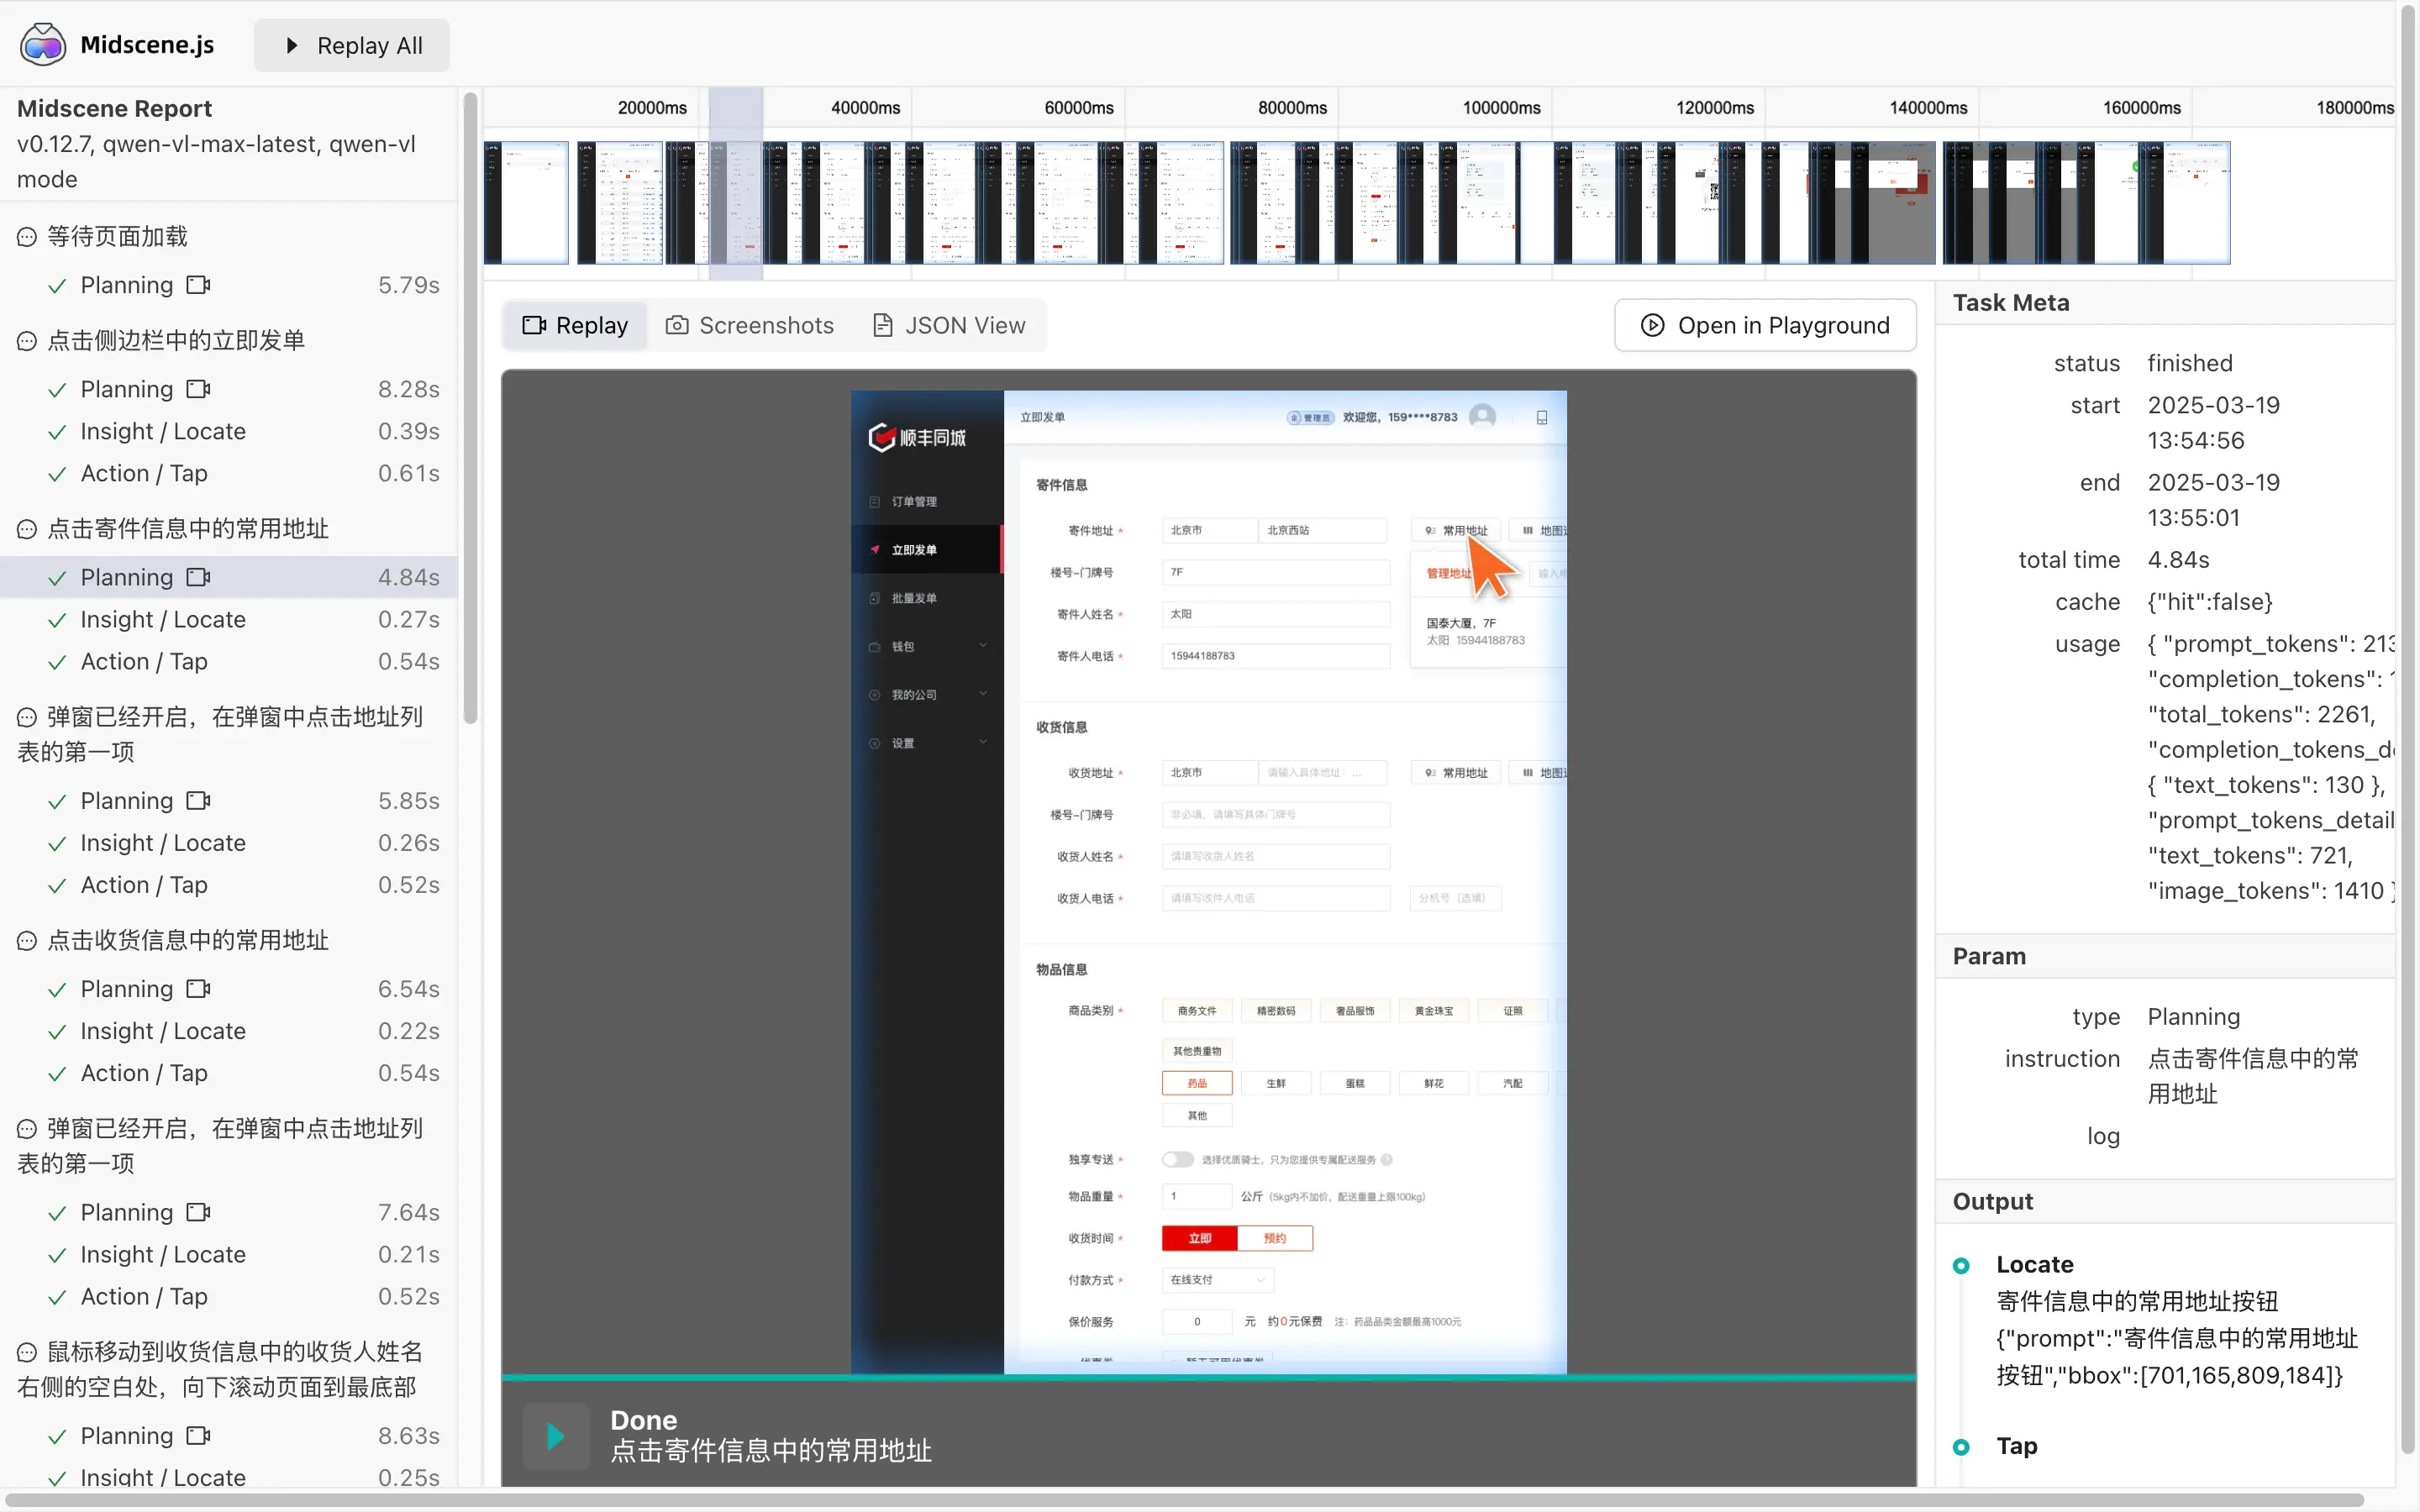 Midscene.js
Replay All
Midscene Report
v0.12.7, qwen-vl-max-latest, qwen-vl
mode
等待页面加载
Planning 5.79s
点击侧边栏中的立即发单
Planning 8.28s
Insight / Locate 0.39s
Action / Tap 0.61s
点击寄件信息中的常用地址
Planning 4.84s
Insight / Locate 0.27s
Action / Tap 0.54s
弹窗已经开启，在弹窗中点击地址列
表的第一项
Planning 5.85s
Insight / Locate 0.26s
Action / Tap 0.52s
点击收货信息中的常用地址
Planning 6.54s
Insight / Locate 0.22s
Action / Tap 0.54s
弹窗已经开启，在弹窗中点击地址列
表的第一项
Planning 7.64s
Insight / Locate 0.21s
Action / Tap 0.52s
鼠标移动到收货信息中的收货人姓名
右侧的空白处，向下滚动页面到最底部
Planning 8.63s
Insight / Locate 0.25s
20000ms 40000ms 60000ms 80000ms 100000ms 120000ms 140000ms 160000ms 180000ms
Replay Screenshots JSON View
Open in Playground
顺丰同城
订单管理
立即发单
批量发单
钱包
我的公司
设置
立即发单
管理员 欢迎您，159****8783
寄件信息
寄件地址 * 北京市 北京西站 常用地址 地图
楼号-门牌号 7F 管理地址
寄件人姓名 * 太阳 国泰大厦，7F
太阳 15944188783
寄件人电话 * 15944188783
收货信息
收货地址 * 北京市 请输入具体地址： ... 常用地址 地图
楼号-门牌号 非必填，请填写具体门牌号
收货人姓名 * 请填写收货人姓名
收货人电话 * 请填写收件人电话 分机号（选填）
物品信息
商品类别 * 商务文件 精密数码 奢品服饰 黄金珠宝 证照
其他贵重物
药品 生鲜 蛋糕 鲜花 汽配
其他
独享专送 * 选择优质骑士，只为您提供专属配送服务
物品重量 * 1 公斤（5kg内不加价，配送重量上限100kg）
收货时间 * 立即 预约
付款方式 * 在线支付
保价服务 0 元 约0元保费 注：药品品类金额最高1000元
Done
点击寄件信息中的常用地址
Task Meta
status finished
start 2025-03-19
13:54:56
end 2025-03-19
13:55:01
total time 4.84s
cache {"hit":false}
usage { "prompt_tokens": 213
"completion_tokens":
"total_tokens": 2261,
"completion_tokens_de
{ "text_tokens": 130 },
"prompt_tokens_detail
"text_tokens": 721,
"image_tokens": 1410 }
Param
type Planning
instruction 点击寄件信息中的常
用地址
log
Output
Locate
寄件信息中的常用地址按钮
{"prompt":"寄件信息中的常用地址
按钮","bbox":[701,165,809,184]}
Tap